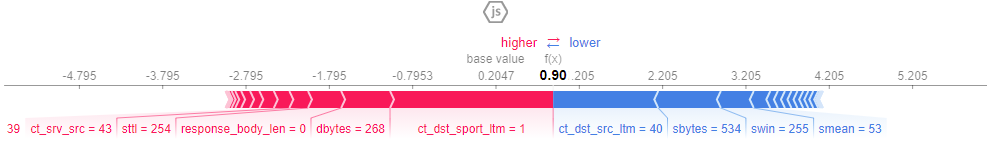 js
higher ⇄ lower
base value f(x)
-4.795 -3.795 -2.795 -1.795 -0.7953 0.2047 0.90 .205 2.205 3.205 4.205 5.205
39 ct_srv_src = 43 sttl = 254 response_body_len = 0 dbytes = 268 ct_dst_sport_ltm = 1 ct_dst_src_ltm = 40 sbytes = 534 swin = 255 smean = 53